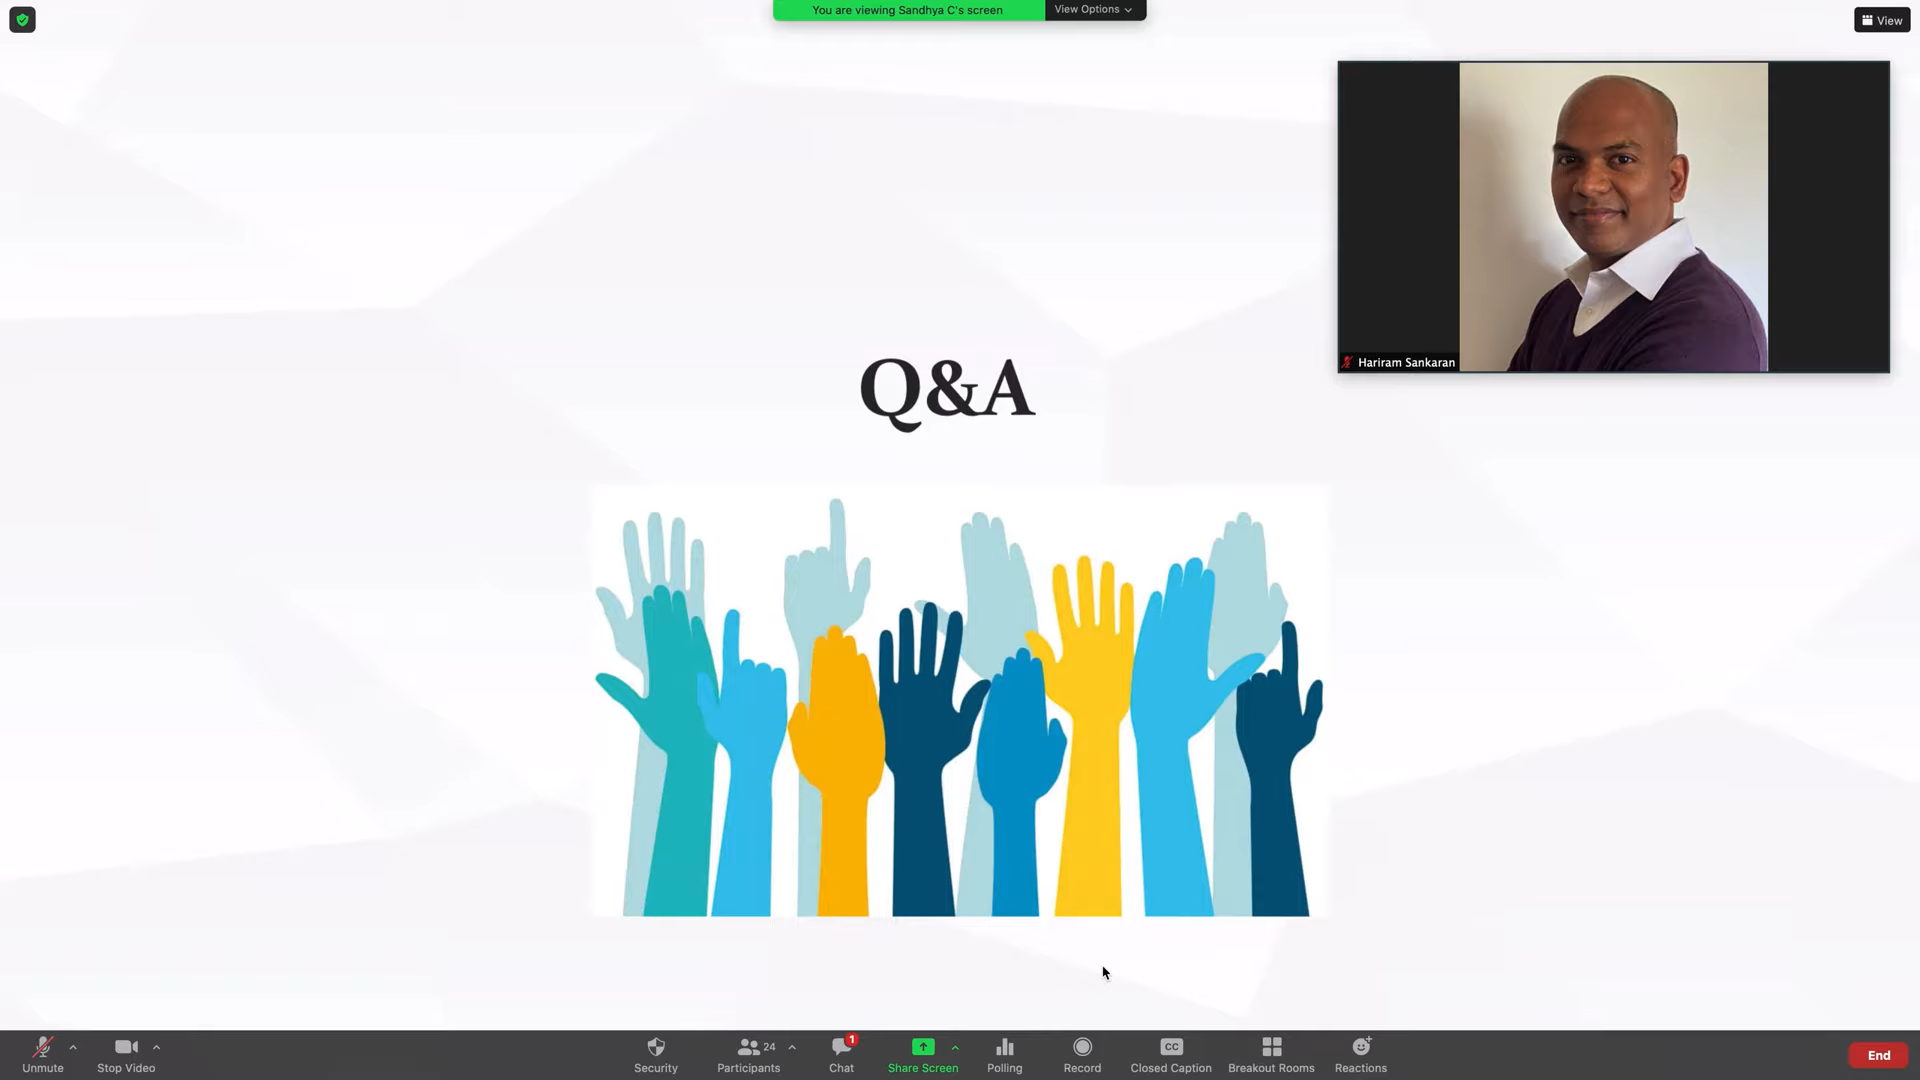 You are viewing Sandhya C's screen
View Options
View
Hariram Sankaran
Q&A
Unmute
Stop Video
Security
24
Participants
1
Chat
Share Screen
Polling
Record
CC
Closed Caption
Breakout Rooms
Reactions
End